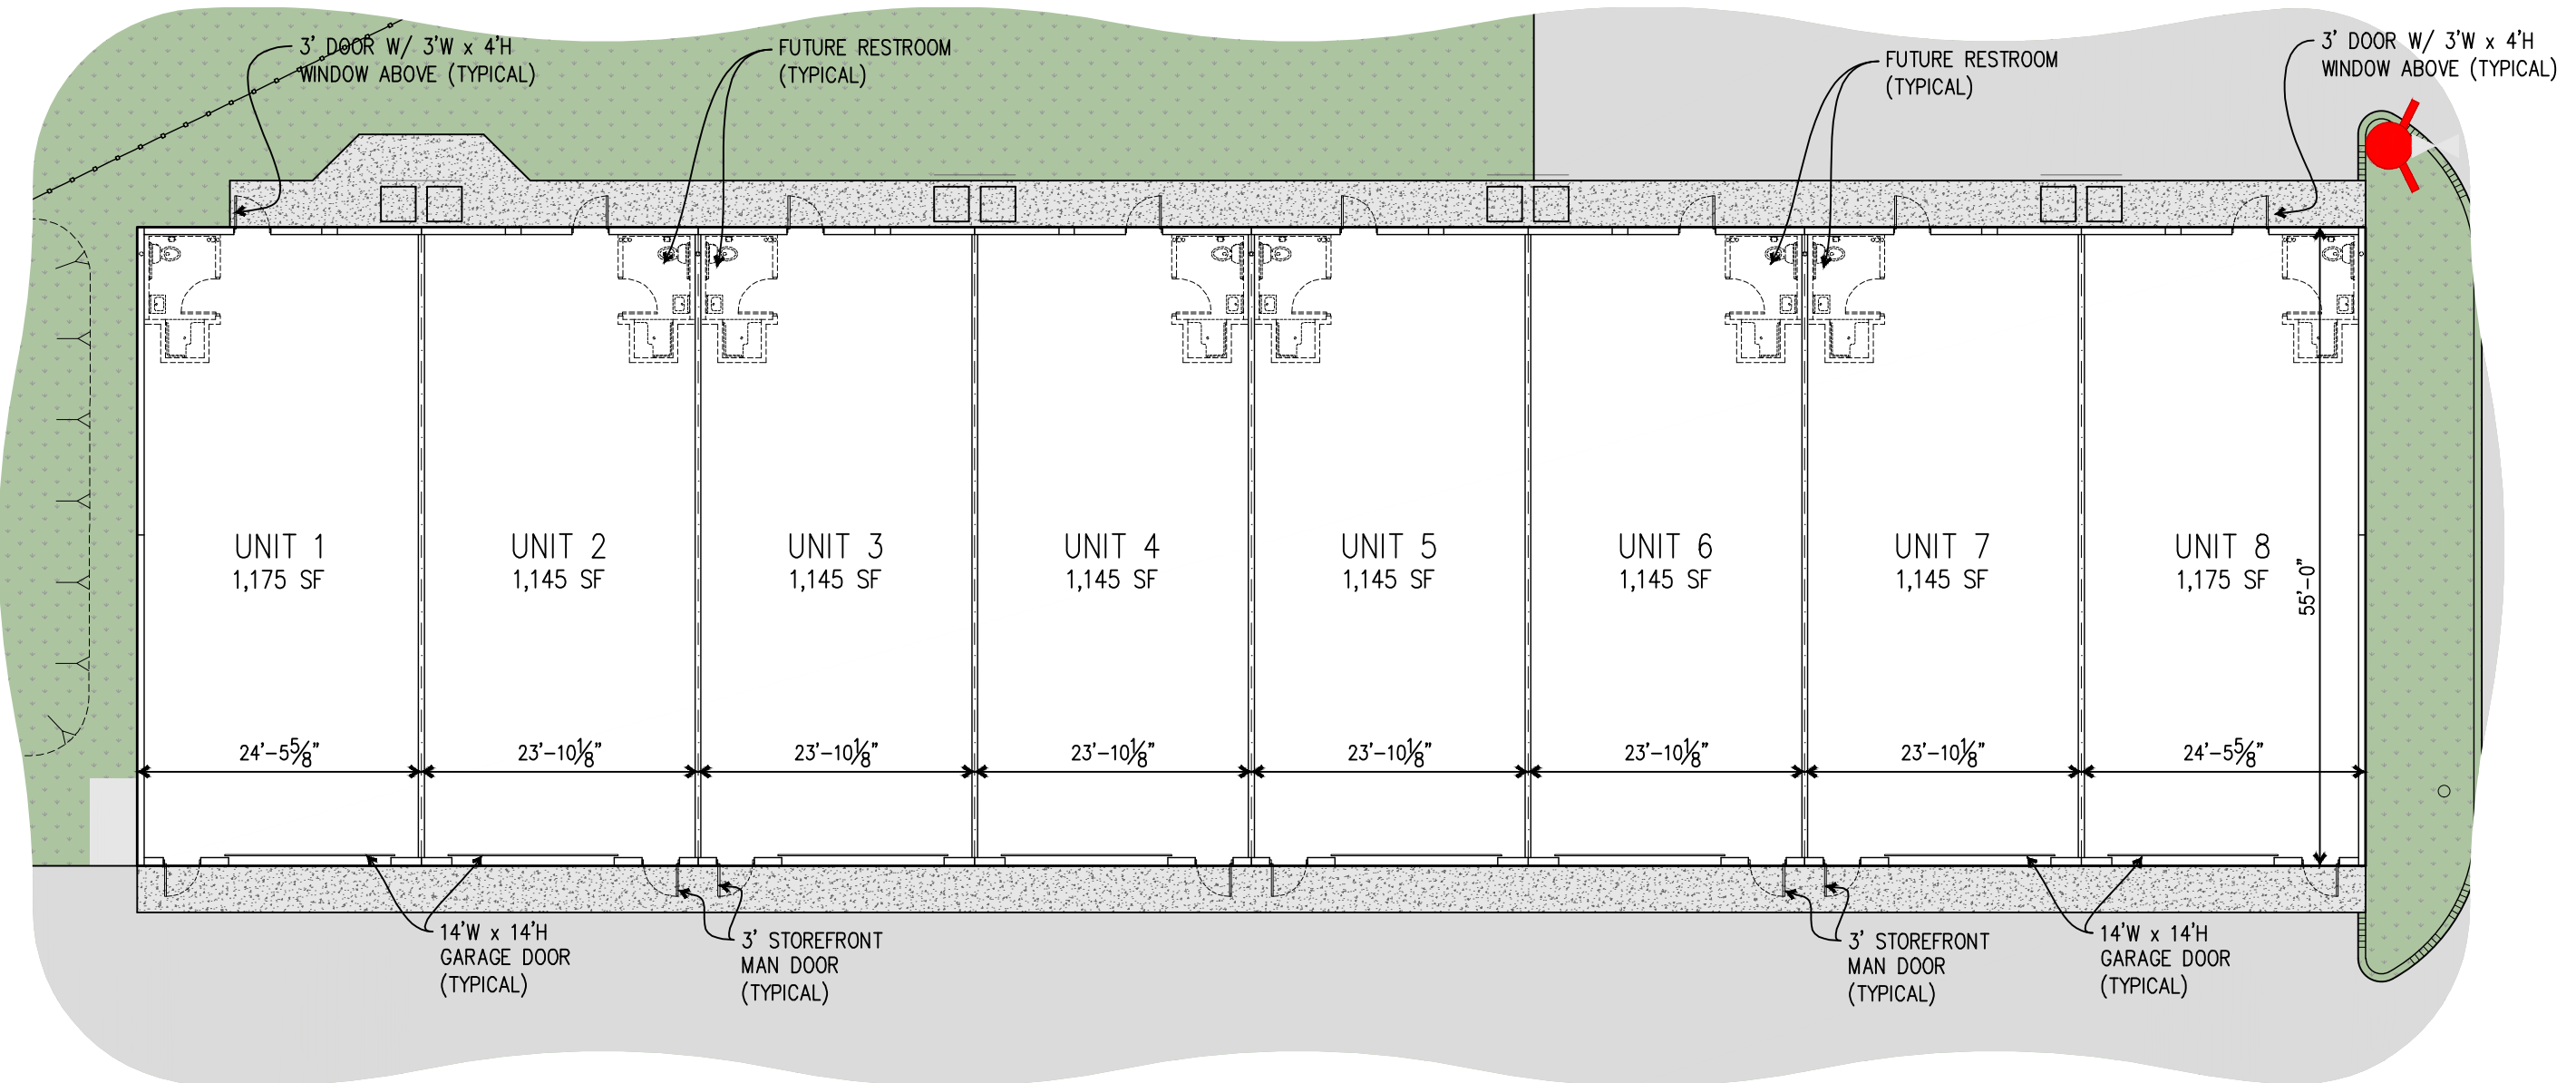 3' DOOR W/ 3'W x 4'H
WINDOW ABOVE (TYPICAL)
FUTURE RESTROOM
(TYPICAL)
FUTURE RESTROOM
(TYPICAL)
3' DOOR W/ 3'W x 4'H
WINDOW ABOVE (TYPICAL)
UNIT 1
1,175 SF
UNIT 2
1,145 SF
UNIT 3
1,145 SF
UNIT 4
1,145 SF
UNIT 5
1,145 SF
UNIT 6
1,145 SF
UNIT 7
1,145 SF
UNIT 8
1,175 SF
55'-0"
24'-5⅝"
23'-10⅛"
23'-10⅛"
23'-10⅛"
23'-10⅛"
23'-10⅛"
23'-10⅛"
24'-5⅝"
14'W x 14'H
GARAGE DOOR
(TYPICAL)
3' STOREFRONT
MAN DOOR
(TYPICAL)
3' STOREFRONT
MAN DOOR
(TYPICAL)
14'W x 14'H
GARAGE DOOR
(TYPICAL)